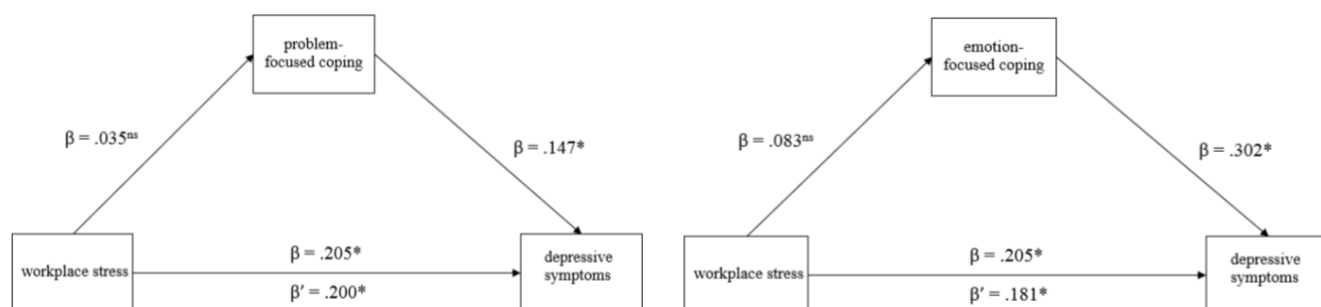 problem-
focused coping
β = .035ⁿˢ
β = .147*
workplace stress
β = .205*
β′ = .200*
depressive
symptoms
emotion-
focused coping
β = .083ⁿˢ
β = .302*
workplace stress
β = .205*
β′ = .181*
depressive
symptoms